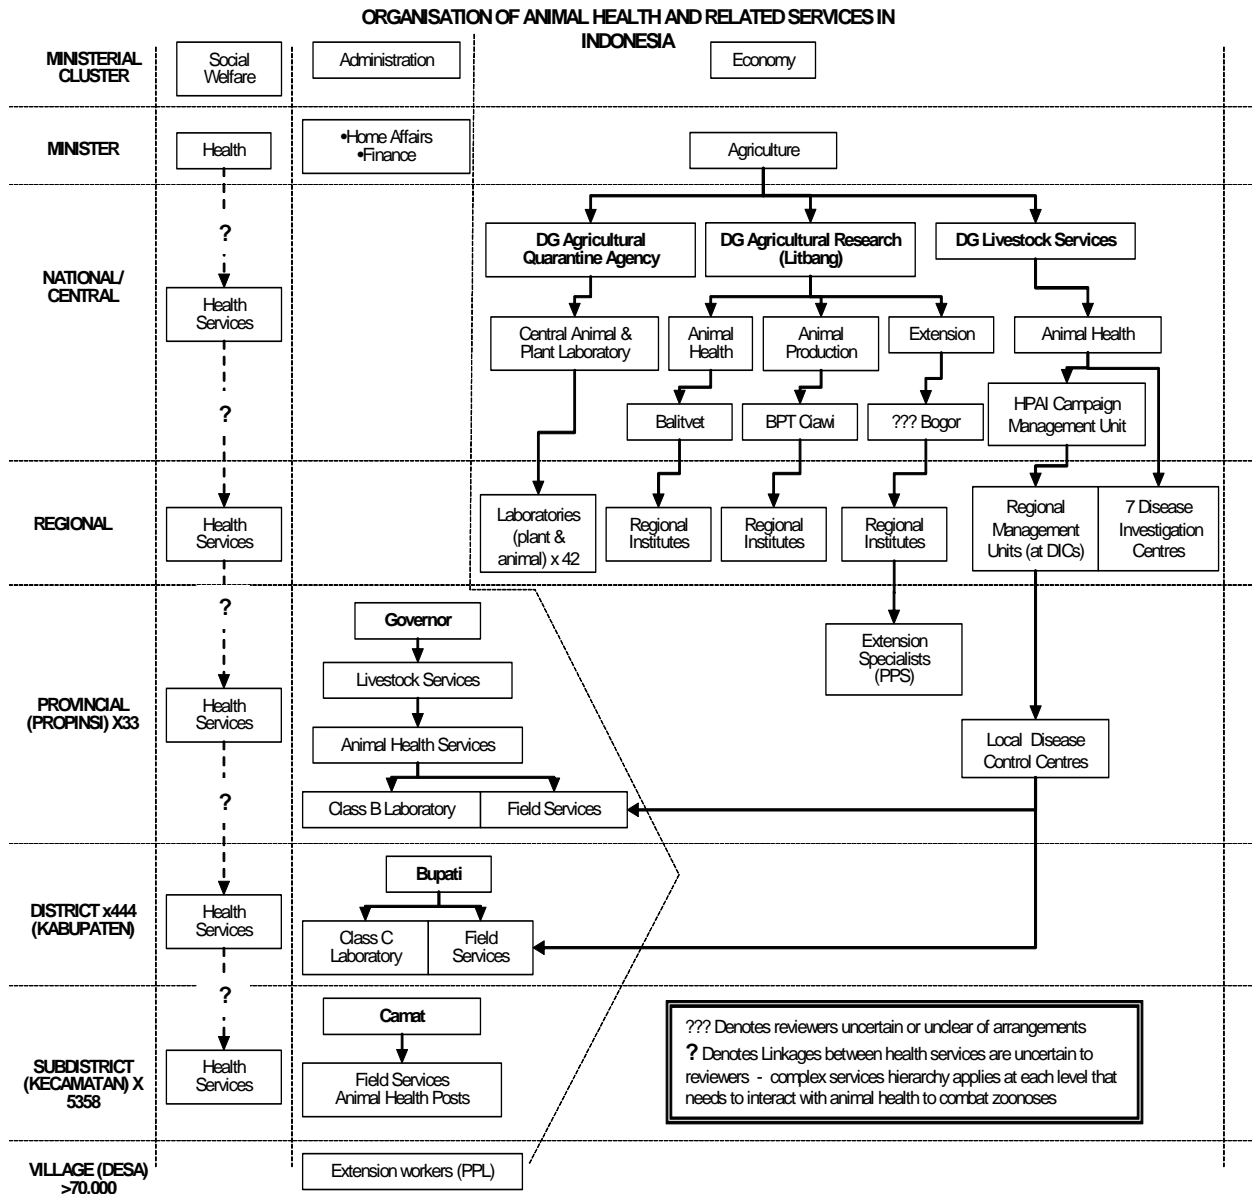 ORGANISATION OF ANIMAL HEALTH AND RELATED SERVICES IN
INDONESIA
MINISTERIAL
CLUSTER
Social
Welfare
Administration
Economy
MINISTER
Health
•Home Affairs
•Finance
Agriculture
NATIONAL/
CENTRAL
?
DG Agricultural
Quarantine Agency
DG Agricultural Research
(Litbang)
DG Livestock Services
Health
Services
Central Animal &
Plant Laboratory
Animal
Health
Animal
Production
Extension
Animal Health
?
Balitvet
BPT Ciawi
??? Bogor
HPAI Campaign
Management Unit
REGIONAL
Health
Services
Laboratories
(plant &
animal) x 42
Regional
Institutes
Regional
Institutes
Regional
Institutes
Regional
Management
Units (at DICs)
7 Disease
Investigation
Centres
?
PROVINCIAL
(PROPINSI) X33
Governor
Livestock Services
Extension
Specialists
(PPS)
Health
Services
Animal Health Services
Local Disease
Control Centres
?
Class B Laboratory
Field Services
DISTRICT x444
(KABUPATEN)
Bupati
Health
Services
Class C
Laboratory
Field
Services
?
SUBDISTRICT
(KECAMATAN) X
5358
Camat
Health
Services
Field Services
Animal Health Posts
??? Denotes reviewers uncertain or unclear of arrangements
? Denotes Linkages between health services are uncertain to
reviewers - complex services hierarchy applies at each level that
needs to interact with animal health to combat zoonoses
VILLAGE (DESA)
>70.000
Extension workers (PPL)